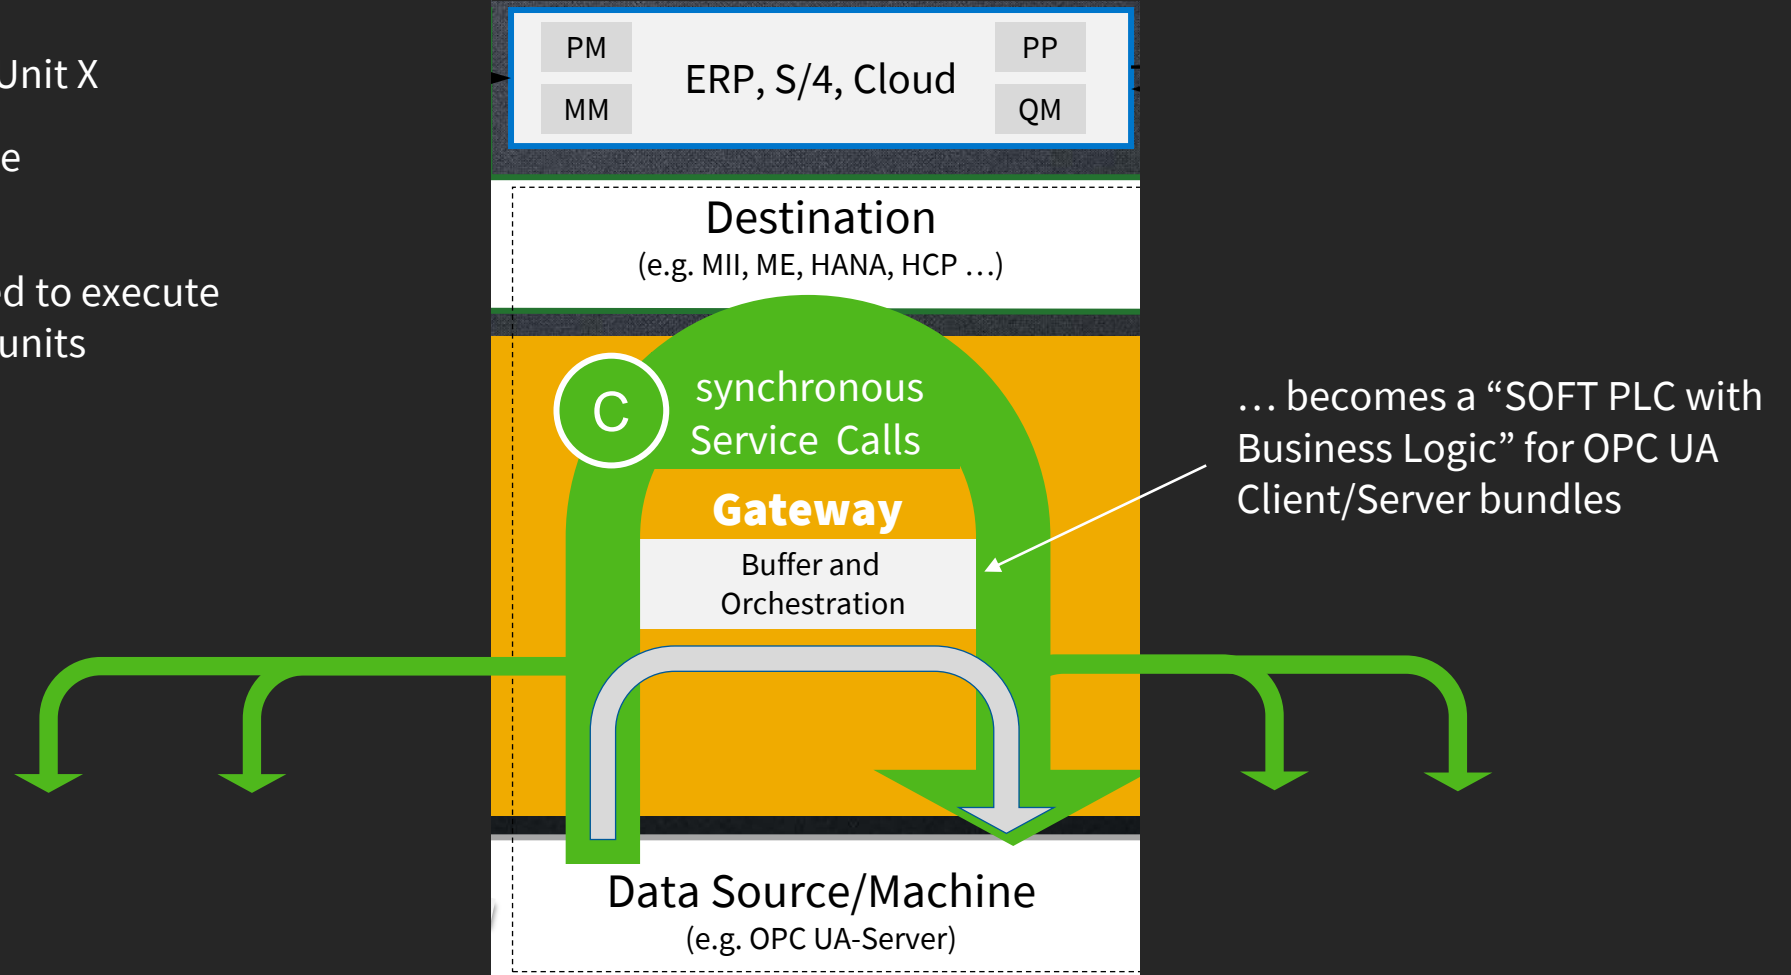 Unit X
e
ed to execute
units
PM
MM
ERP, S/4, Cloud
PP
QM
Destination
(e.g. MII, ME, HANA, HCP …)
C
synchronous
Service Calls
Gateway
Buffer and
Orchestration
… becomes a “SOFT PLC with
Business Logic” for OPC UA
Client/Server bundles
Data Source/Machine
(e.g. OPC UA-Server)